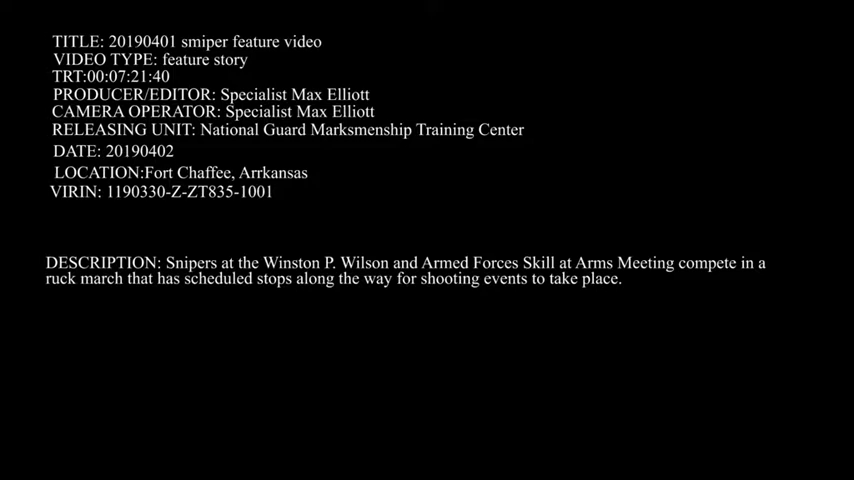 TITLE: 20190401 smiper feature video
VIDEO TYPE: feature story
TRT:00:07:21:40
PRODUCER/EDITOR: Specialist Max Elliott
CAMERA OPERATOR: Specialist Max Elliott
RELEASING UNIT: National Guard Marksmenship Training Center
DATE: 20190402
LOCATION:Fort Chaffee, Arrkansas
VIRIN: 1190330-Z-ZT835-1001
DESCRIPTION: Snipers at the Winston P. Wilson and Armed Forces Skill at Arms Meeting compete in a
ruck march that has scheduled stops along the way for shooting events to take place.